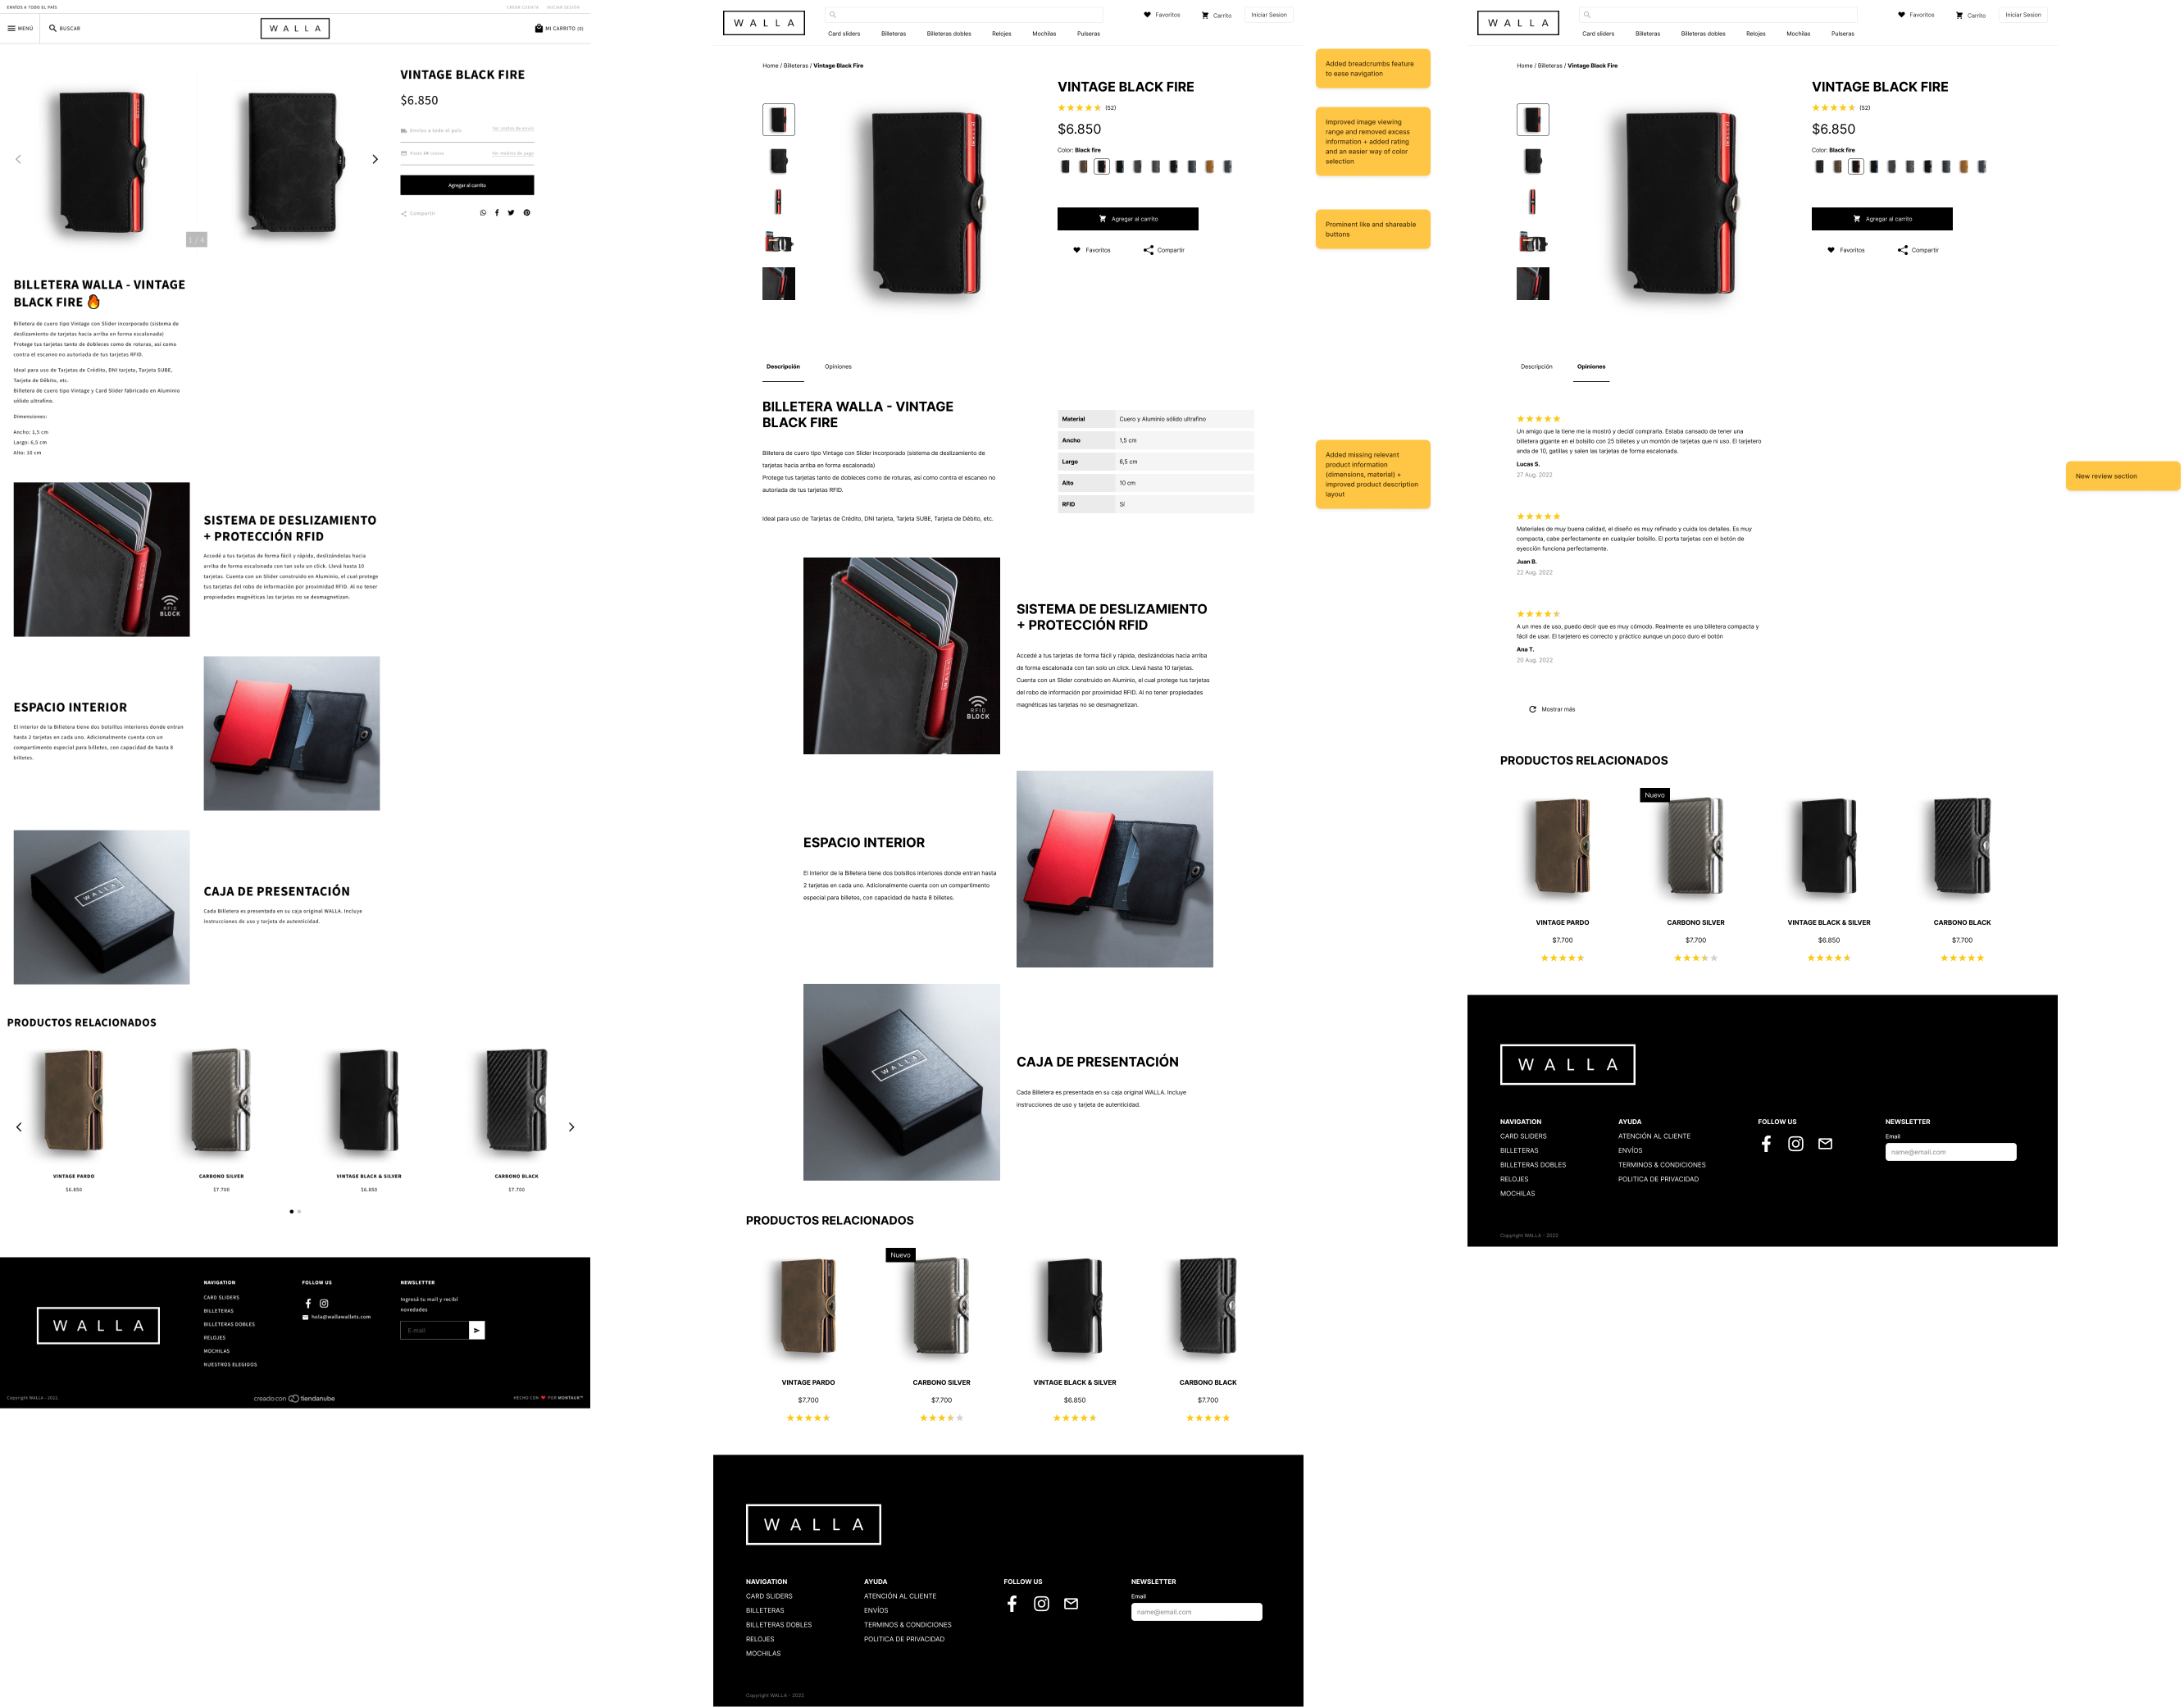 ENVÍOS A TODO EL PAÍS
CREAR CUENTA INICIAR SESIÓN
MENÚ
BUSCAR
WALLA
MI CARRITO (0)
1 / 4
VINTAGE BLACK FIRE
$6.850
Envíos a todo el país
Ver costos de envío
Hasta 24 cuotas
Ver medios de pago
Agregar al carrito
Compartir
BILLETERA WALLA - VINTAGE
BLACK FIRE 🔥
Billetera de cuero tipo Vintage con Slider incorporado (sistema de
deslizamiento de tarjetas hacia arriba en forma escalonada)
Protege tus tarjetas tanto de dobleces como de roturas, así como
contra el escaneo no autoriada de tus tarjetas RFID.
Ideal para uso de Tarjetas de Crédito, DNI tarjeta, Tarjeta SUBE,
Tarjeta de Débito, etc.
Billetera de cuero tipo Vintage y Card Slider fabricado en Aluminio
sólido ultrafino.
Dimensiones:
Ancho: 1,5 cm
Largo: 6,5 cm
Alto: 10 cm
RFID
BLOCK
SISTEMA DE DESLIZAMIENTO
+ PROTECCIÓN RFID
Accedé a tus tarjetas de forma fácil y rápida, deslizándolas hacia
arriba de forma escalonada con tan solo un click. Llevá hasta 10
tarjetas. Cuenta con un Slider construido en Aluminio, el cual protege
tus tarjetas del robo de información por proximidad RFID. Al no tener
propiedades magnéticas las tarjetas no se desmagnetizan.
ESPACIO INTERIOR
El interior de la Billetera tiene dos bolsillos interiores donde entran
hasta 2 tarjetas en cada uno. Adicionalmente cuenta con un
compartimento especial para billetes, con capacidad de hasta 8
billetes.
WALLA
CAJA DE PRESENTACIÓN
Cada Billetera es presentada en su caja original WALLA. Incluye
instrucciones de uso y tarjeta de autenticidad.
PRODUCTOS RELACIONADOS
VINTAGE PARDO
$6.850
CARBONO SILVER
$7.700
VINTAGE BLACK & SILVER
$6.850
CARBONO BLACK
$7.700
WALLA
NAVIGATION
CARD SLIDERS
BILLETERAS
BILLETERAS DOBLES
RELOJES
MOCHILAS
NUESTROS ELEGIDOS
FOLLOW US
hola@wallawallets.com
NEWSLETTER
Ingresá tu mail y recibí
novedades
E-mail
Copyright WALLA - 2022
creado con tiendanube
HECHO CON ❤ POR MONTAUK™
WALLA
Favoritos
Carrito
Iniciar Sesion
Card sliders Billeteras Billeteras dobles Relojes Mochilas Pulseras
Home / Billeteras / Vintage Black Fire
VINTAGE BLACK FIRE
(52)
$6.850
Color: Black fire
Agregar al carrito
Favoritos
Compartir
Descripción
Opiniones
BILLETERA WALLA - VINTAGE
BLACK FIRE
Billetera de cuero tipo Vintage con Slider incorporado (sistema de deslizamiento de
tarjetas hacia arriba en forma escalonada)
Protege tus tarjetas tanto de dobleces como de roturas, así como contra el escaneo no
autoriada de tus tarjetas RFID.
Ideal para uso de Tarjetas de Crédito, DNI tarjeta, Tarjeta SUBE, Tarjeta de Débito, etc.
Material Cuero y Aluminio sólido ultrafino
Ancho 1,5 cm
Largo 6,5 cm
Alto 10 cm
RFID Sí
WALLA
RFID
BLOCK
SISTEMA DE DESLIZAMIENTO
+ PROTECCIÓN RFID
Accedé a tus tarjetas de forma fácil y rápida, deslizándolas hacia arriba
de forma escalonada con tan solo un click. Llevá hasta 10 tarjetas.
Cuenta con un Slider construido en Aluminio, el cual protege tus tarjetas
del robo de información por proximidad RFID. Al no tener propiedades
magnéticas las tarjetas no se desmagnetizan.
ESPACIO INTERIOR
El interior de la Billetera tiene dos bolsillos interiores donde entran hasta
2 tarjetas en cada uno. Adicionalmente cuenta con un compartimento
especial para billetes, con capacidad de hasta 8 billetes.
WALLA
CAJA DE PRESENTACIÓN
Cada Billetera es presentada en su caja original WALLA. Incluye
instrucciones de uso y tarjeta de autenticidad.
PRODUCTOS RELACIONADOS
Nuevo
VINTAGE PARDO
$7.700
CARBONO SILVER
$7.700
VINTAGE BLACK & SILVER
$6.850
CARBONO BLACK
$7.700
WALLA
NAVIGATION
CARD SLIDERS
BILLETERAS
BILLETERAS DOBLES
RELOJES
MOCHILAS
AYUDA
ATENCIÓN AL CLIENTE
ENVÍOS
TERMINOS & CONDICIONES
POLITICA DE PRIVACIDAD
FOLLOW US
NEWSLETTER
Email
name@email.com
Copyright WALLA - 2022
Added breadcrumbs feature
to ease navigation
Improved image viewing
range and removed excess
information + added rating
and an easier way of color
selection
Prominent like and shareable
buttons
Added missing relevant
product information
(dimensions, material) +
improved product description
layout
WALLA
Favoritos
Carrito
Iniciar Sesion
Card sliders Billeteras Billeteras dobles Relojes Mochilas Pulseras
Home / Billeteras / Vintage Black Fire
VINTAGE BLACK FIRE
(52)
$6.850
Color: Black fire
Agregar al carrito
Favoritos
Compartir
Descripción
Opiniones
Un amigo que la tiene me la mostró y decidí comprarla. Estaba cansado de tener una
billetera gigante en el bolsillo con 25 billetes y un montón de tarjetas que ni uso. El tarjetero
anda de 10, gatillas y salen las tarjetas de forma escalonada.
Lucas S.
27 Aug. 2022
Materiales de muy buena calidad, el diseño es muy refinado y cuida los detalles. Es muy
compacta, cabe perfectamente en cualquier bolsillo. El porta tarjetas con el botón de
eyección funciona perfectamente.
Juan B.
22 Aug. 2022
A un mes de uso, puedo decir que es muy cómodo. Realmente es una billetera compacta y
fácil de usar. El tarjetero es correcto y práctico aunque un poco duro el botón
Ana T.
20 Aug. 2022
Mostrar más
PRODUCTOS RELACIONADOS
Nuevo
VINTAGE PARDO
$7.700
CARBONO SILVER
$7.700
VINTAGE BLACK & SILVER
$6.850
CARBONO BLACK
$7.700
WALLA
NAVIGATION
CARD SLIDERS
BILLETERAS
BILLETERAS DOBLES
RELOJES
MOCHILAS
AYUDA
ATENCIÓN AL CLIENTE
ENVÍOS
TERMINOS & CONDICIONES
POLITICA DE PRIVACIDAD
FOLLOW US
NEWSLETTER
Email
name@email.com
Copyright WALLA - 2022
New review section